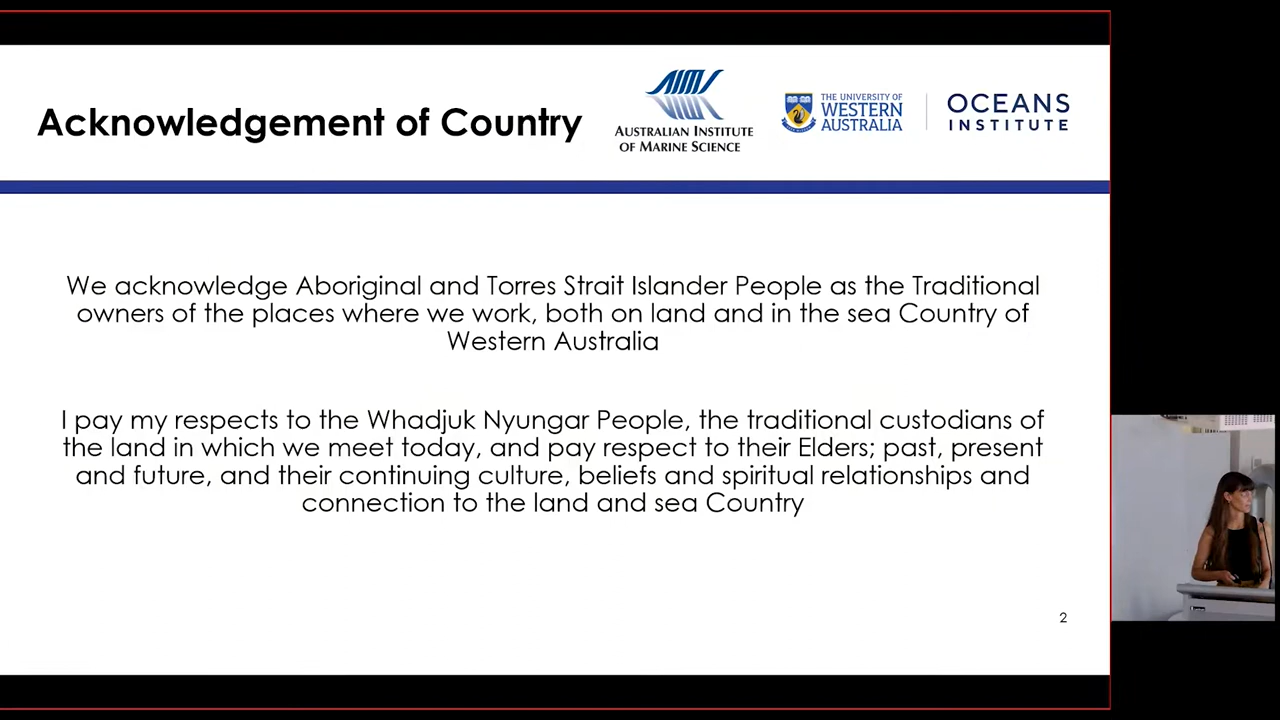 Acknowledgement of Country
AUSTRALIAN INSTITUTE
OF MARINE SCIENCE
THE UNIVERSITY OF
WESTERN
AUSTRALIA
OCEANS
INSTITUTE
We acknowledge Aboriginal and Torres Strait Islander People as the Traditional
owners of the places where we work, both on land and in the sea Country of
Western Australia
I pay my respects to the Whadjuk Nyungar People, the traditional custodians of
the land in which we meet today, and pay respect to their Elders; past, present
and future, and their continuing culture, beliefs and spiritual relationships and
connection to the land and sea Country
2